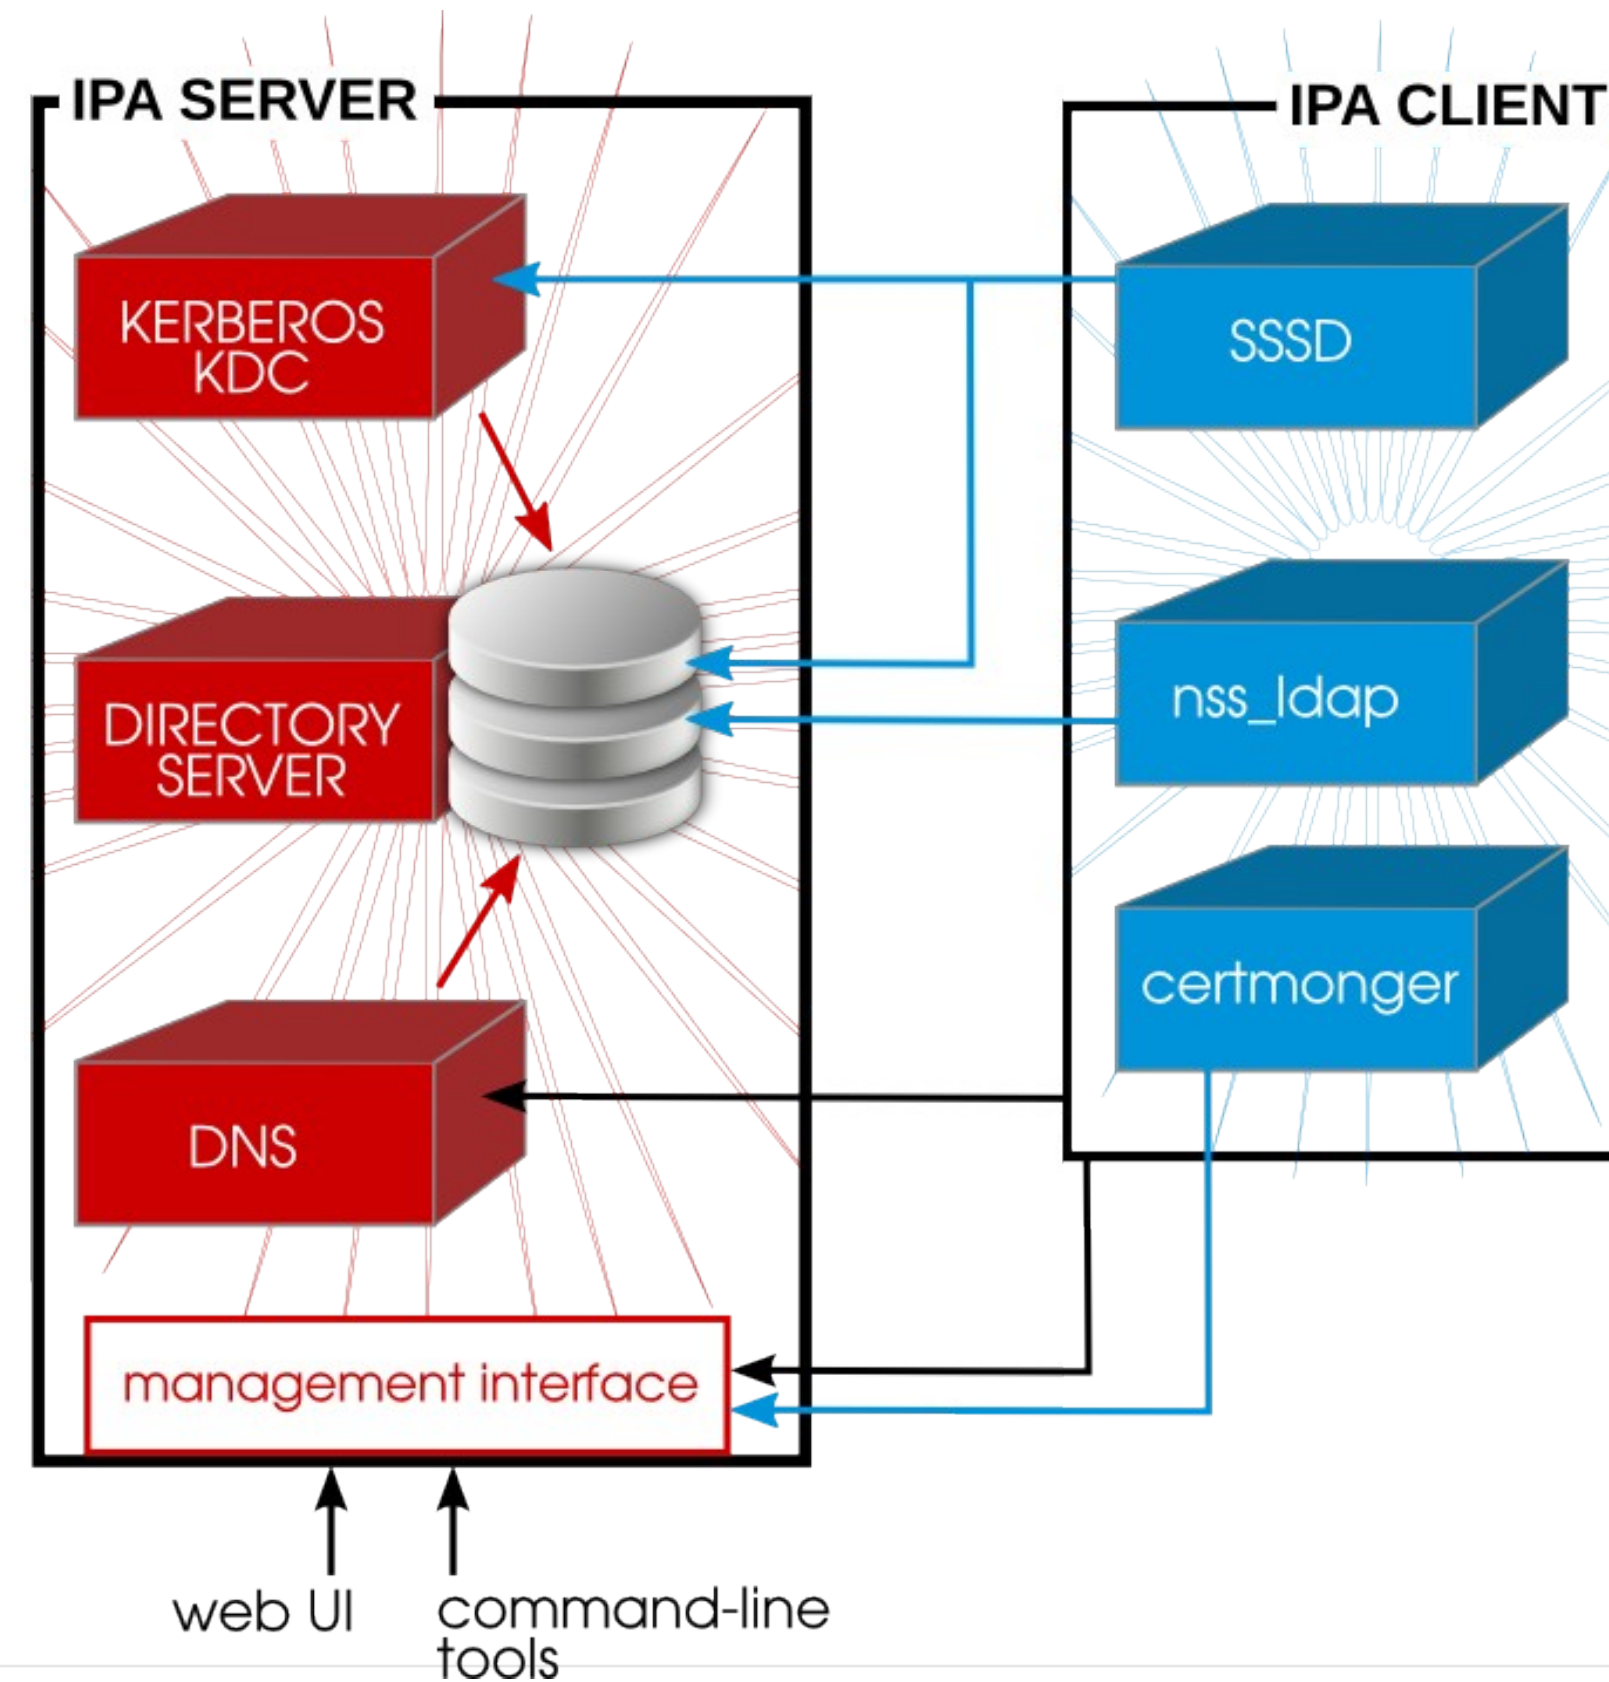 IPA SERVER
KERBEROS
KDC
DIRECTORY
SERVER
DNS
management interface
web UI
command-line
tools
IPA CLIENT
SSSD
nss_ldap
certmonger